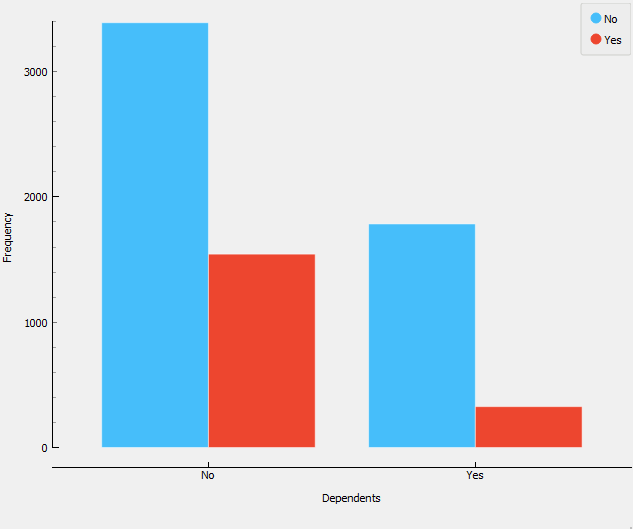 No
Yes
3000
2000
1000
0
Frequency
No
Yes
Dependents